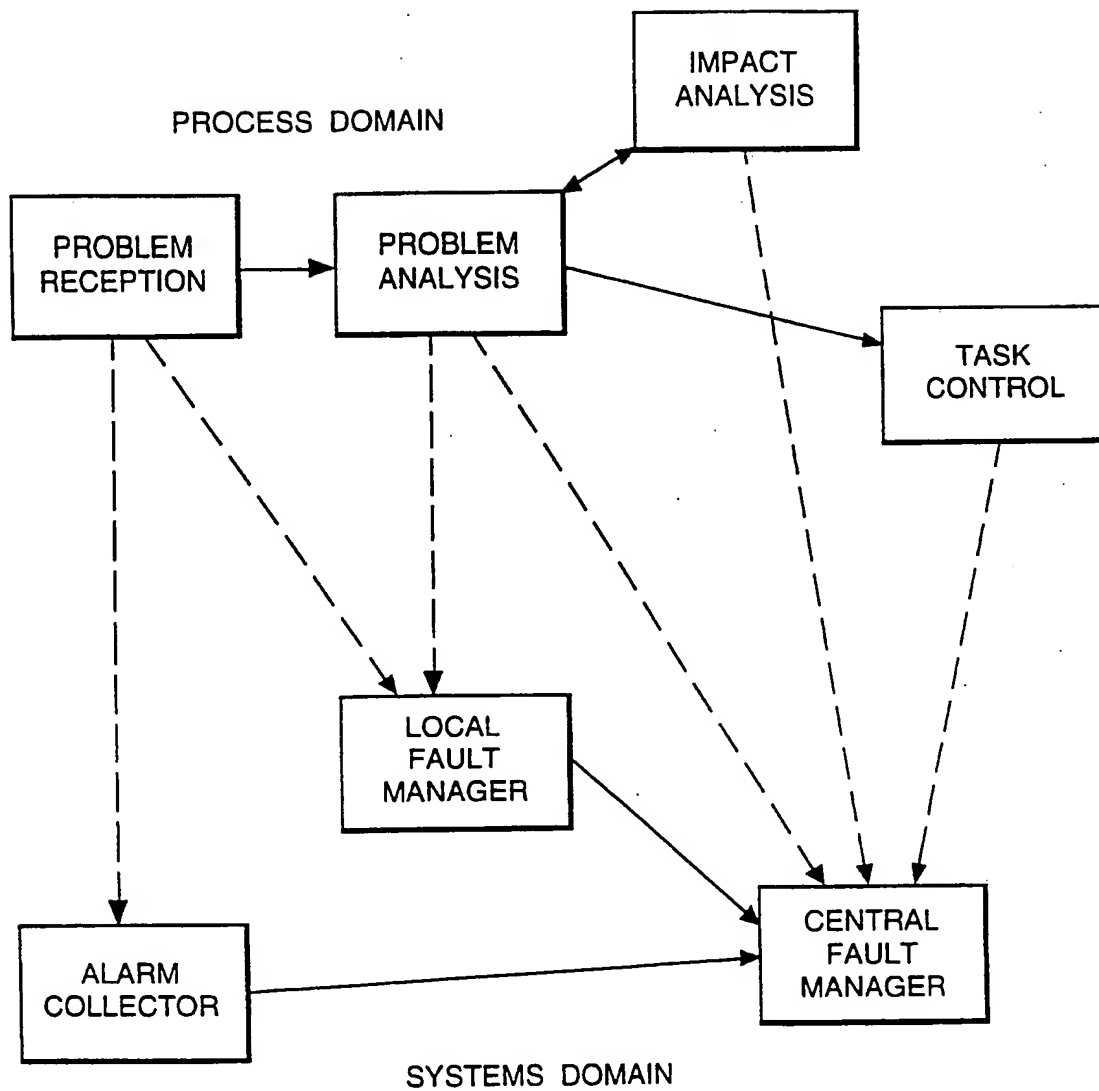 IMPACT
ANALYSIS
PROCESS DOMAIN
PROBLEM
RECEPTION
PROBLEM
ANALYSIS
TASK
CONTROL
LOCAL
FAULT
MANAGER
CENTRAL
FAULT
MANAGER
ALARM
COLLECTOR
SYSTEMS DOMAIN